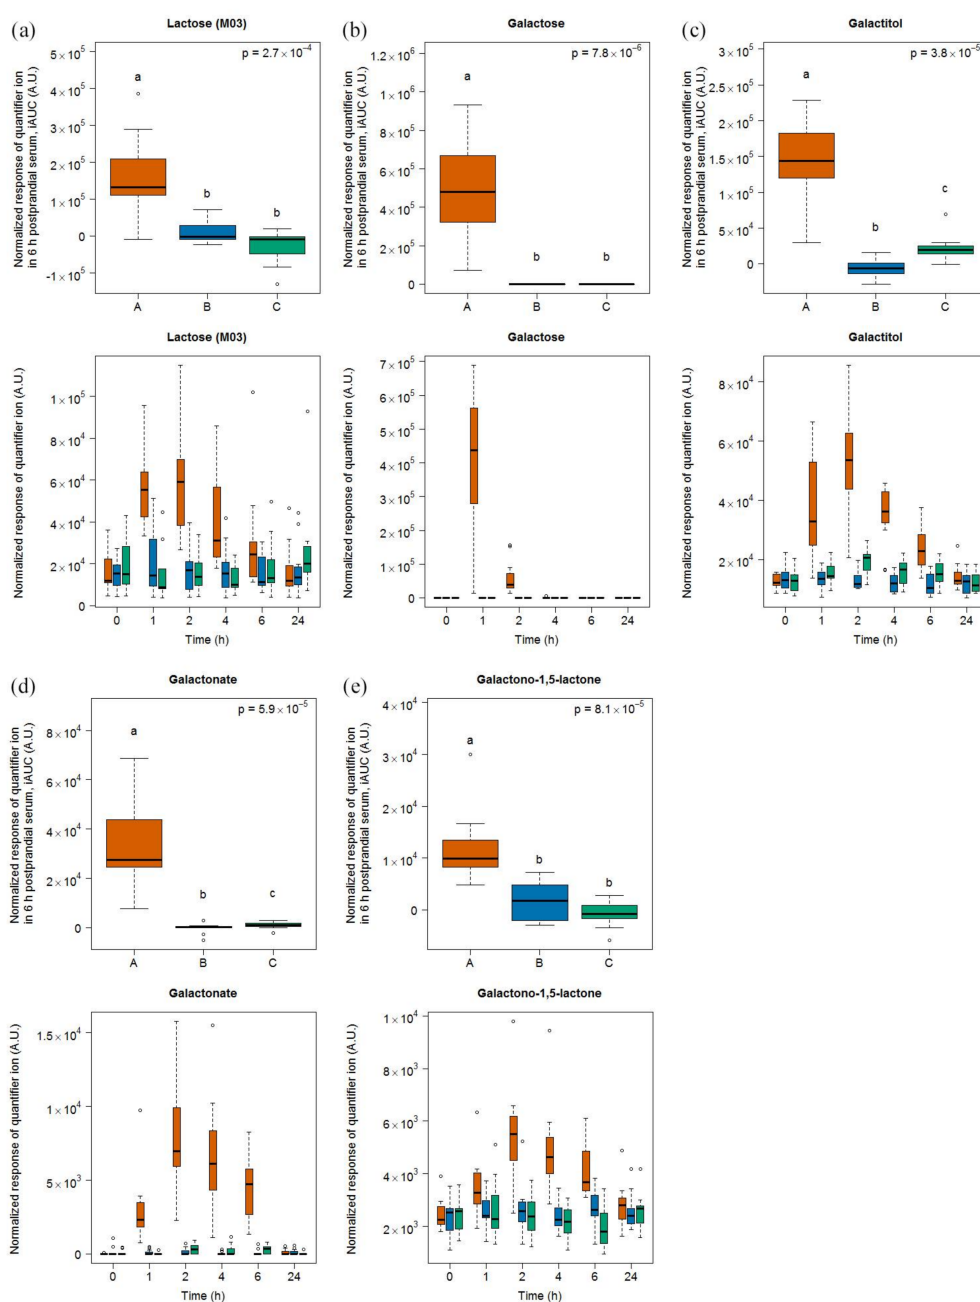 (a)
Lactose (M03)
Normalized response of quantifier ion
in 6 h postprandial serum, iAUC (A.U.)
p = 2.7 × 10⁻⁴
5 × 10⁵
4 × 10⁵
3 × 10⁵
2 × 10⁵
1 × 10⁵
0
-1 × 10⁵
a
b
b
A B C
(b)
Galactose
Normalized response of quantifier ion
in 6 h postprandial serum, iAUC (A.U.)
p = 7.8 × 10⁻⁶
1.2 × 10⁶
1 × 10⁶
8 × 10⁵
6 × 10⁵
4 × 10⁵
2 × 10⁵
0
a
b
b
A B C
(c)
Galactitol
Normalized response of quantifier ion
in 6 h postprandial serum, iAUC (A.U.)
p = 3.8 × 10⁻⁵
3 × 10⁵
2.5 × 10⁵
2 × 10⁵
1.5 × 10⁵
1 × 10⁵
5 × 10⁴
0
a
b
c
A B C
Lactose (M03)
Normalized response of quantifier ion (A.U.)
1 × 10⁵
8 × 10⁴
6 × 10⁴
4 × 10⁴
2 × 10⁴
0
0 1 2 4 6 24
Time (h)
Galactose
Normalized response of quantifier ion (A.U.)
7 × 10⁵
6 × 10⁵
5 × 10⁵
4 × 10⁵
3 × 10⁵
2 × 10⁵
1 × 10⁵
0
0 1 2 4 6 24
Time (h)
Galactitol
Normalized response of quantifier ion (A.U.)
8 × 10⁴
6 × 10⁴
4 × 10⁴
2 × 10⁴
0 1 2 4 6 24
Time (h)
(d)
Galactonate
Normalized response of quantifier ion
in 6 h postprandial serum, iAUC (A.U.)
p = 5.9 × 10⁻⁵
8 × 10⁴
6 × 10⁴
4 × 10⁴
2 × 10⁴
0
a
b
c
A B C
(e)
Galactono-1,5-lactone
Normalized response of quantifier ion
in 6 h postprandial serum, iAUC (A.U.)
p = 8.1 × 10⁻⁵
4 × 10⁴
3 × 10⁴
2 × 10⁴
1 × 10⁴
0
a
b
b
A B C
Galactonate
Normalized response of quantifier ion (A.U.)
1.5 × 10⁴
1 × 10⁴
5 × 10³
0
0 1 2 4 6 24
Time (h)
Galactono-1,5-lactone
Normalized response of quantifier ion (A.U.)
1 × 10⁴
8 × 10³
6 × 10³
4 × 10³
2 × 10³
0 1 2 4 6 24
Time (h)